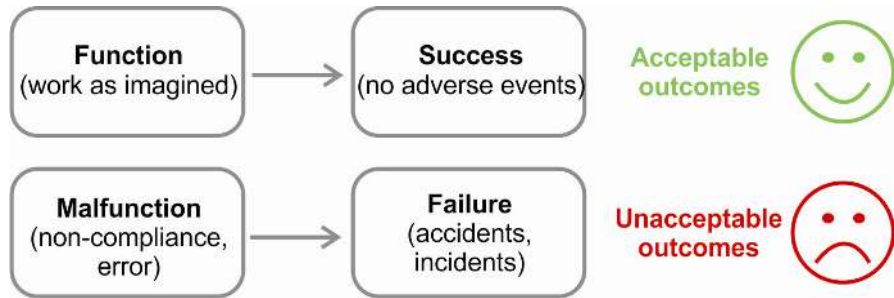 Function
(work as imagined)
Success
(no adverse events)
Acceptable
outcomes
Malfunction
(non-compliance,
error)
Failure
(accidents,
incidents)
Unacceptable
outcomes